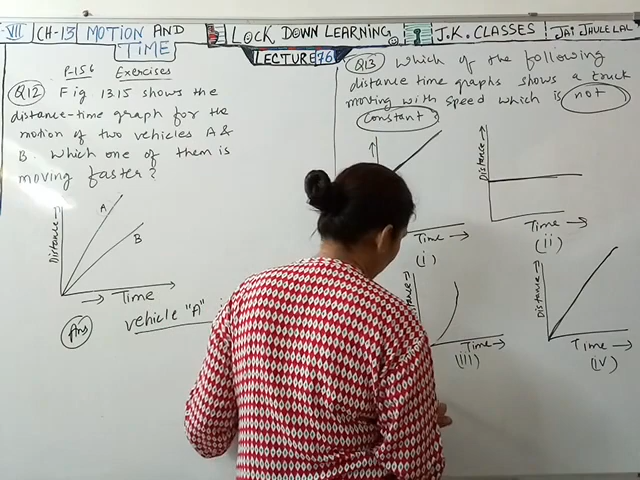 VII CH-13 MOTION AND TIME LOCK DOWN LEARNING J.K. CLASSES JAI JHULE LAL
LECTURE 76
P-156 Exercises
Q12 Fig 13.15 shows the
distance-time graph for the
motion of two vehicles A &
B. Which one of them is
moving faster?
Distance →
A
B
→ Time
Ans vehicle "A"
Q13 Which of the following
distance time graphs shows a truck
moving with speed which is not
constant?
Time →
(i)
Distance →
Time →
(ii)
Distance →
Time →
(iii)
Distance →
Time →
(iv)